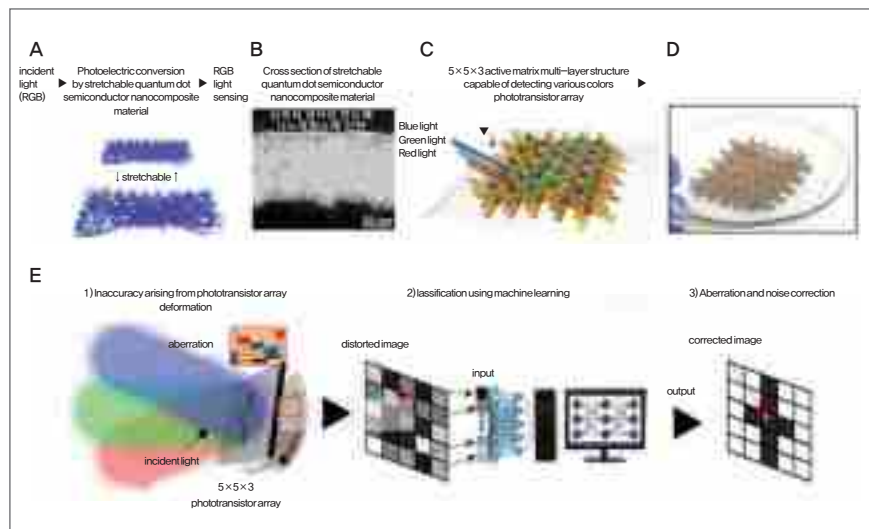 A
incident
light
(RGB)
Photoelectric conversion
by stretchable quantum dot
semiconductor nanocomposite
material
RGB
light
sensing
↓ stretchable ↑
B
Cross section of stretchable
quantum dot semiconductor
nanocomposite material
C
5×5×3 active matrix multi-layer structure
capable of detecting various colors
phototransistor array
Blue light
Green light
Red light
D
E
1) Inaccuracy arising from phototransistor array
deformation
aberration
incident light
5×5×3
phototransistor array
2) lassification using machine learning
distorted image
input
3) Aberration and noise correction
corrected image
output